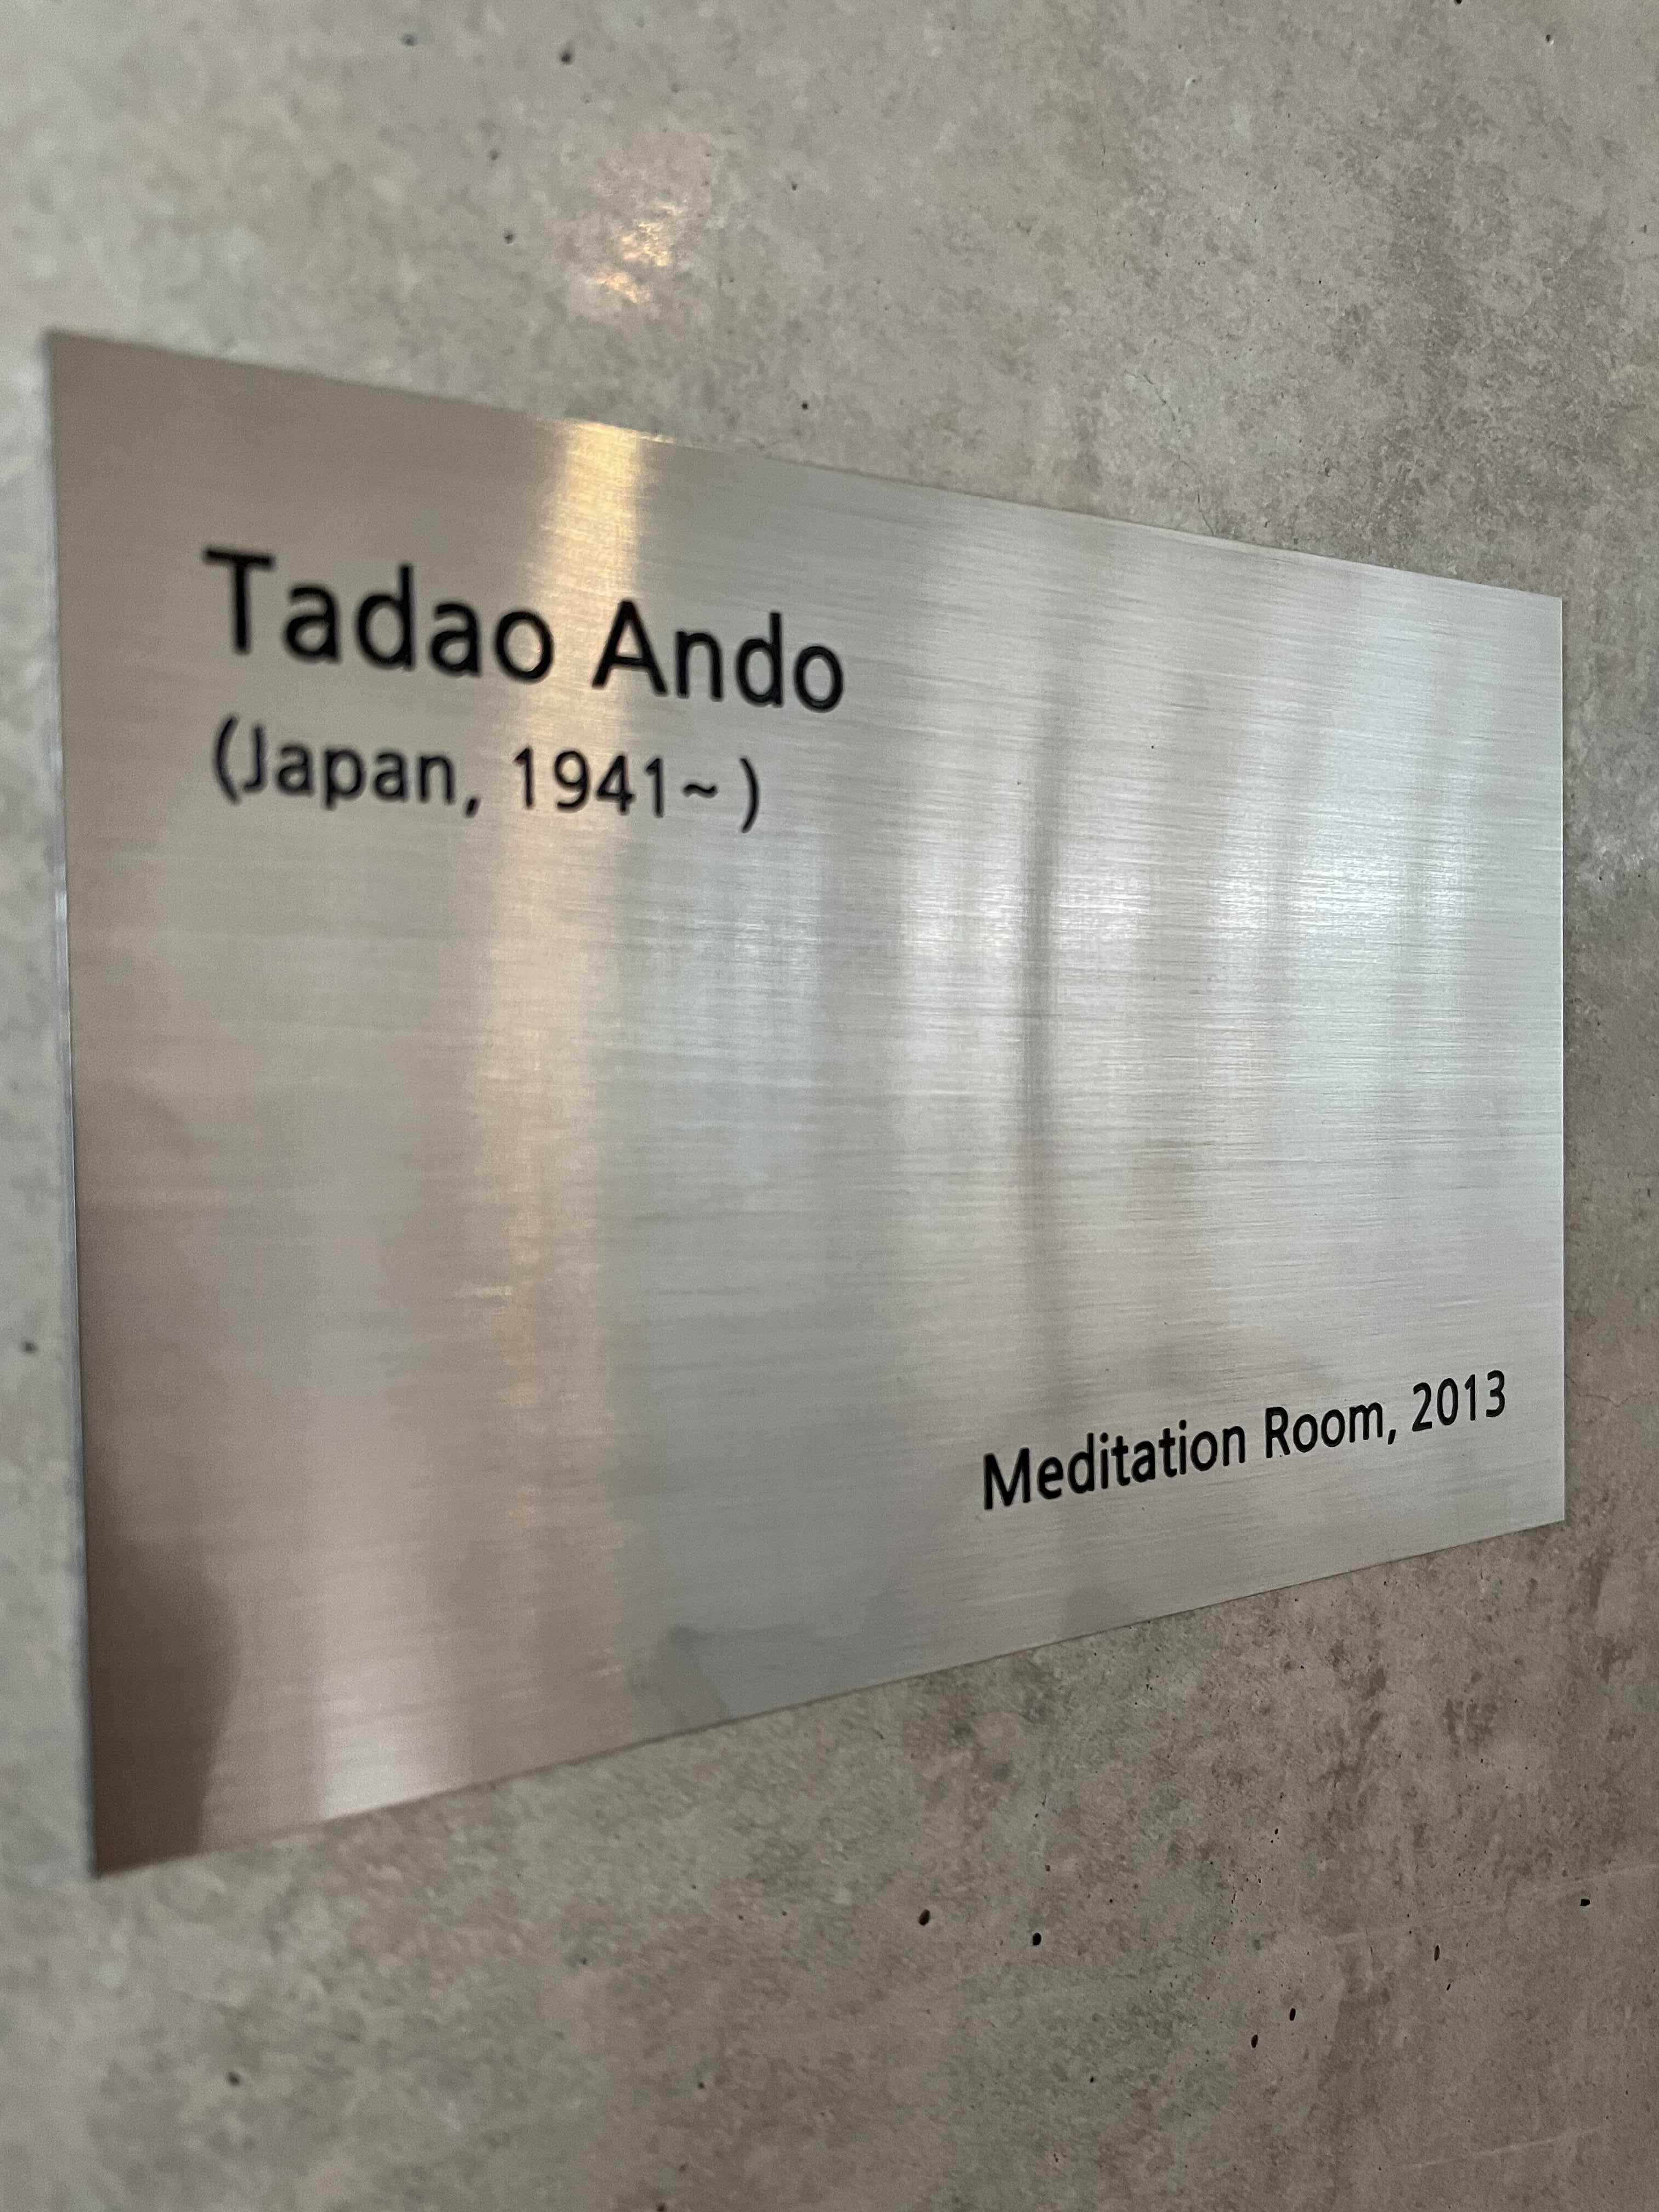 Tadao Ando
(Japan, 1941~ )
Meditation Room, 2013